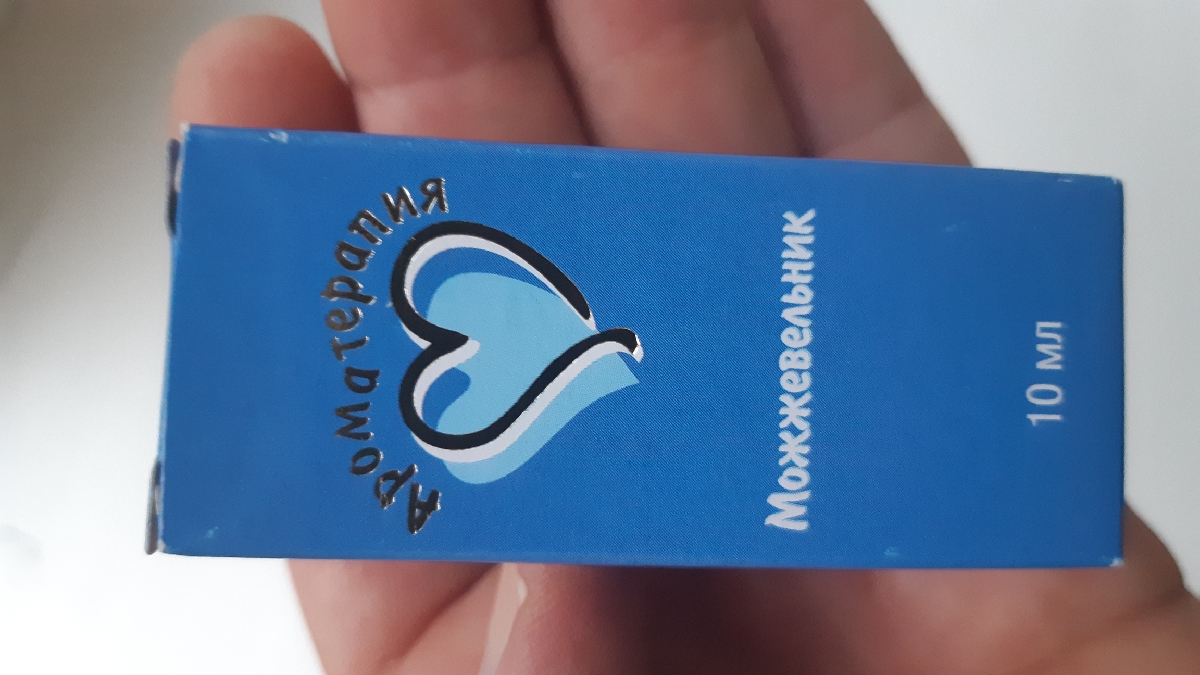 Ароматерапия
Можжевельник
10 мл